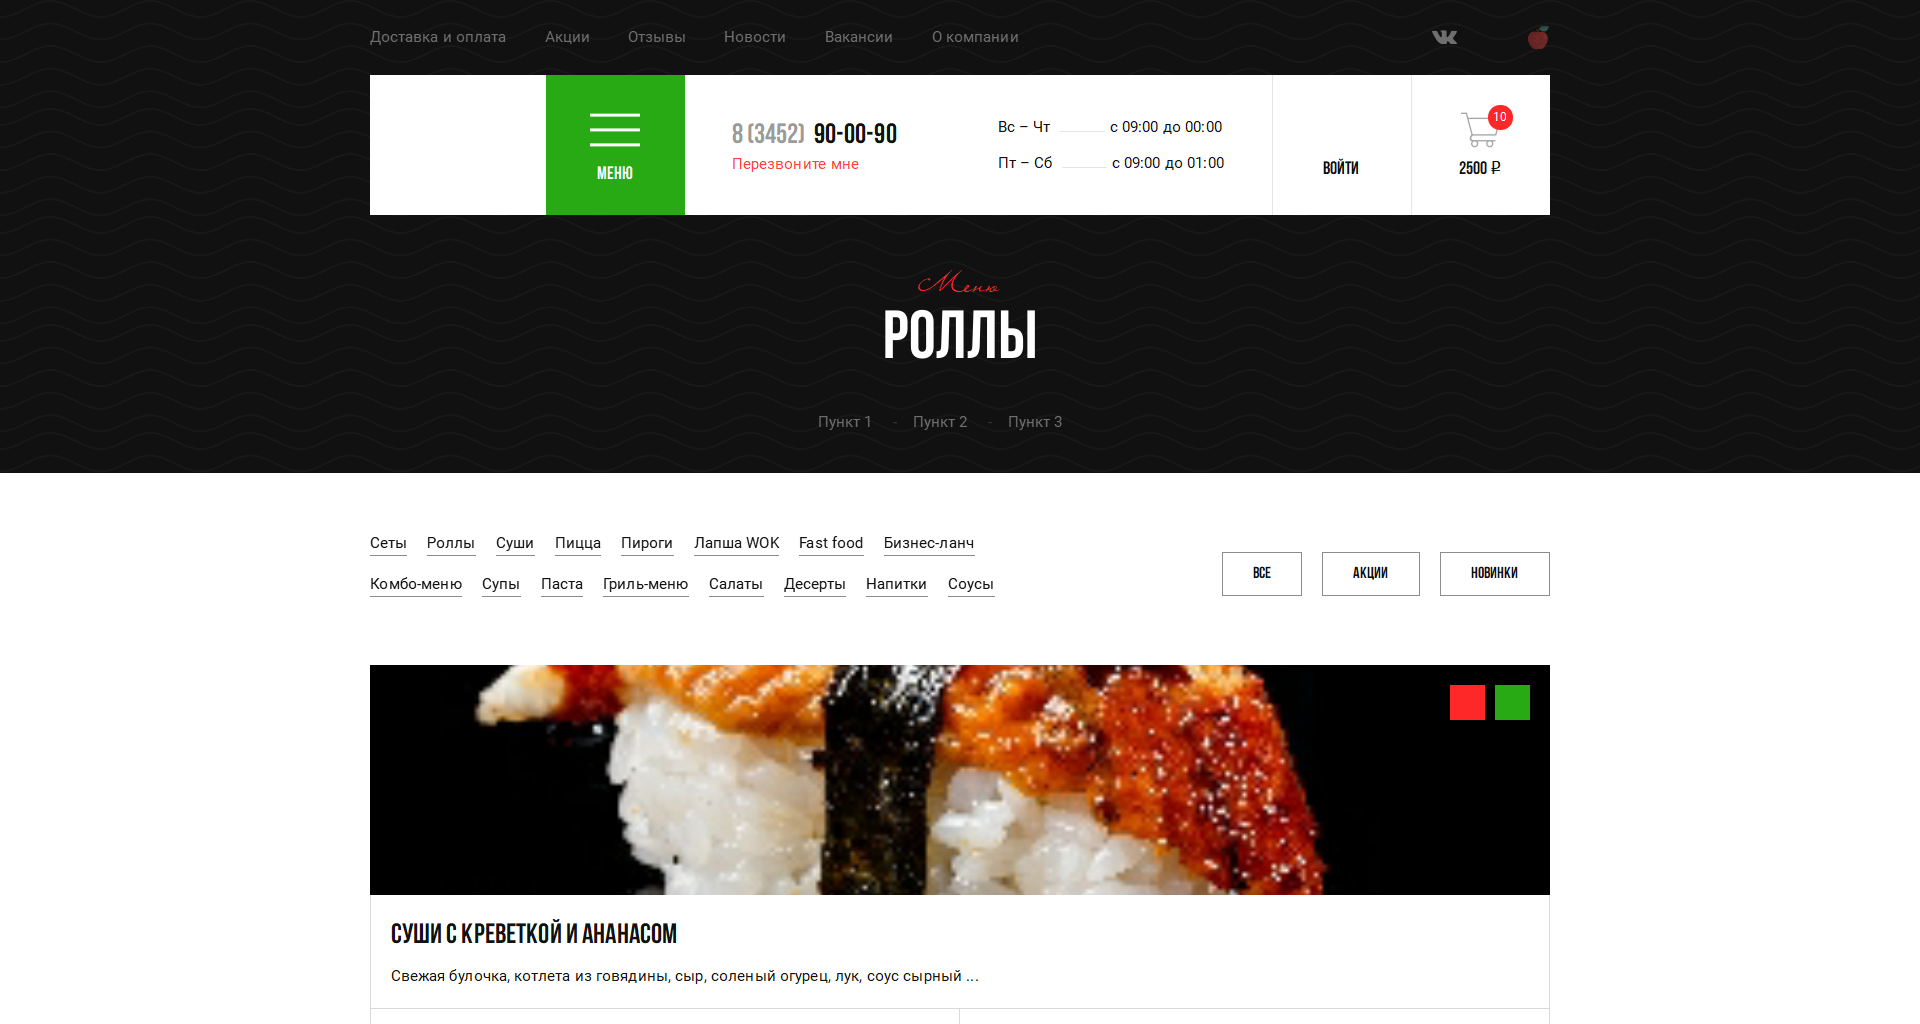 Доставка и оплата Акции Отзывы Новости Вакансии О компании
МЕНЮ
8 (3452) 90-00-90
Перезвоните мне
Вс – Чт с 09:00 до 00:00
Пт – Сб с 09:00 до 01:00
ВОЙТИ
10
2500 ₽
Меню
РОЛЛЫ
Пункт 1 - Пункт 2 - Пункт 3
Сеты Роллы Суши Пицца Пироги Лапша WOK Fast food Бизнес-ланч
Комбо-меню Супы Паста Гриль-меню Салаты Десерты Напитки Соусы
ВСЕ АКЦИИ НОВИНКИ
СУШИ С КРЕВЕТКОЙ И АНАНАСОМ
Свежая булочка, котлета из говядины, сыр, соленый огурец, лук, соус сырный ...